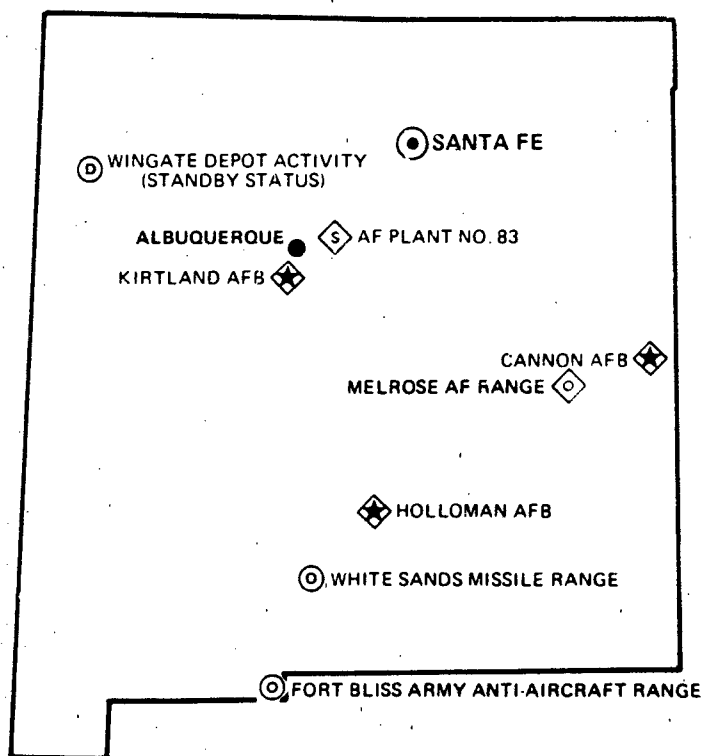 SANTA FE
D WINGATE DEPOT ACTIVITY
(STANDBY STATUS)
ALBUQUERQUE
S AF PLANT NO. 83
KIRTLAND AFB
CANNON AFB
MELROSE AF RANGE O
HOLLOMAN AFB
O WHITE SANDS MISSILE RANGE
O FORT BLISS ARMY ANTI-AIRCRAFT RANGE